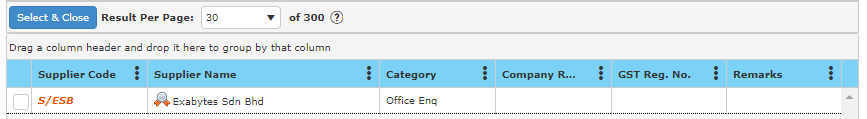 Select & Close Result Per Page: 30 of 300 ?
Drag a column header and drop it here to group by that column
Supplier Code Supplier Name Category Company R... GST Reg. No. Remarks
S/ESB Exabytes Sdn Bhd Office Enq